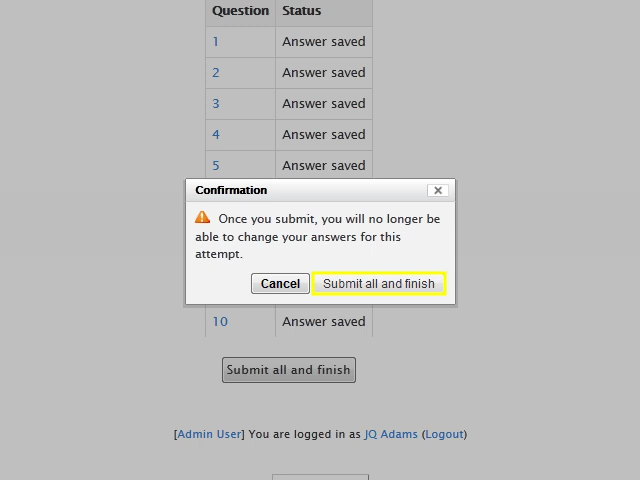 Question Status
1 Answer saved
2 Answer saved
3 Answer saved
4 Answer saved
5 Answer saved
Confirmation
Once you submit, you will no longer be
able to change your answers for this
attempt.
Cancel Submit all and finish
10 Answer saved
Submit all and finish
[Admin User] You are logged in as JQ Adams (Logout)